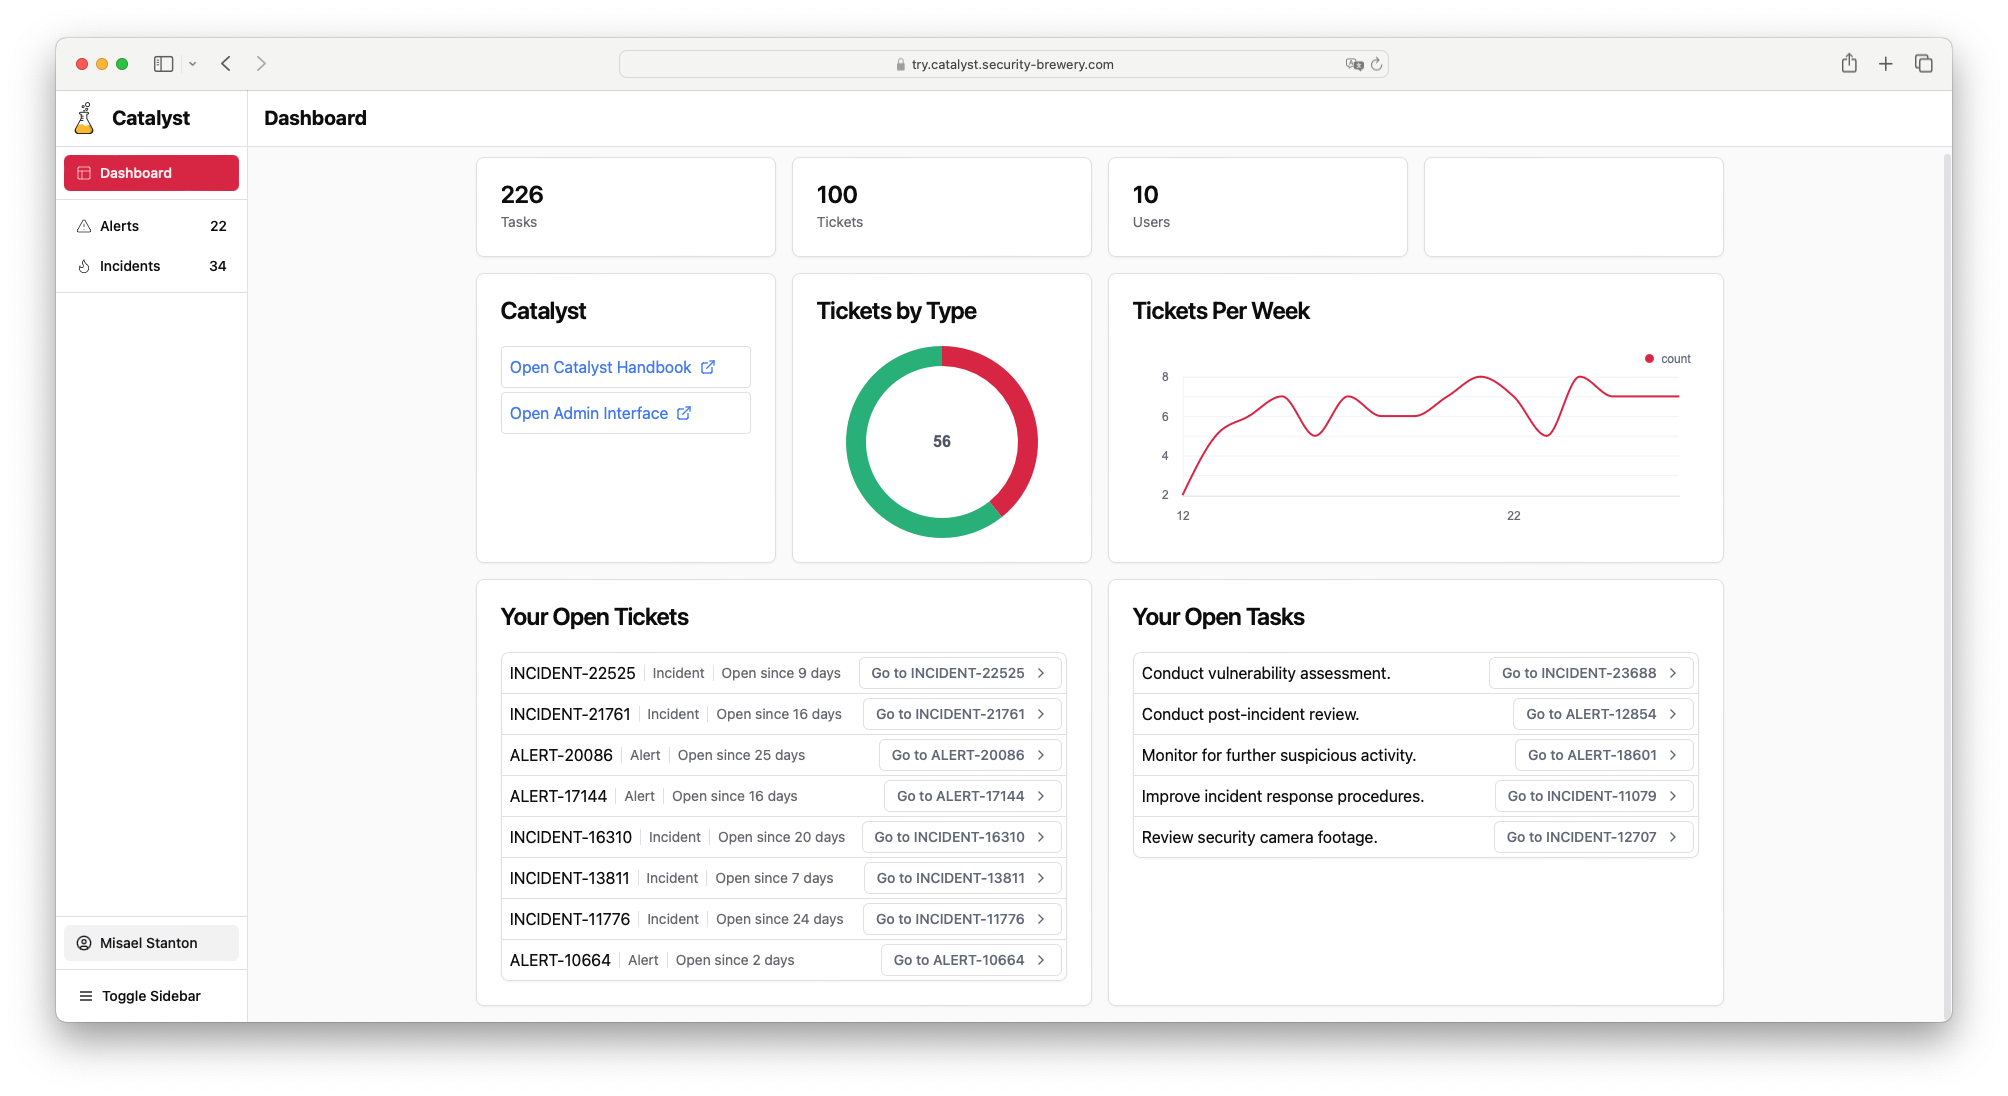 try.catalyst.security-brewery.com
Catalyst
Dashboard
Dashboard
Alerts 22
Incidents 34
226
Tasks
100
Tickets
10
Users
Catalyst
Open Catalyst Handbook
Open Admin Interface
Tickets by Type
56
Tickets Per Week
count
8
6
4
2
12 22
Your Open Tickets
INCIDENT-22525 Incident Open since 9 days Go to INCIDENT-22525
INCIDENT-21761 Incident Open since 16 days Go to INCIDENT-21761
ALERT-20086 Alert Open since 25 days Go to ALERT-20086
ALERT-17144 Alert Open since 16 days Go to ALERT-17144
INCIDENT-16310 Incident Open since 20 days Go to INCIDENT-16310
INCIDENT-13811 Incident Open since 7 days Go to INCIDENT-13811
INCIDENT-11776 Incident Open since 24 days Go to INCIDENT-11776
ALERT-10664 Alert Open since 2 days Go to ALERT-10664
Your Open Tasks
Conduct vulnerability assessment. Go to INCIDENT-23688
Conduct post-incident review. Go to ALERT-12854
Monitor for further suspicious activity. Go to ALERT-18601
Improve incident response procedures. Go to INCIDENT-11079
Review security camera footage. Go to INCIDENT-12707
Misael Stanton
Toggle Sidebar